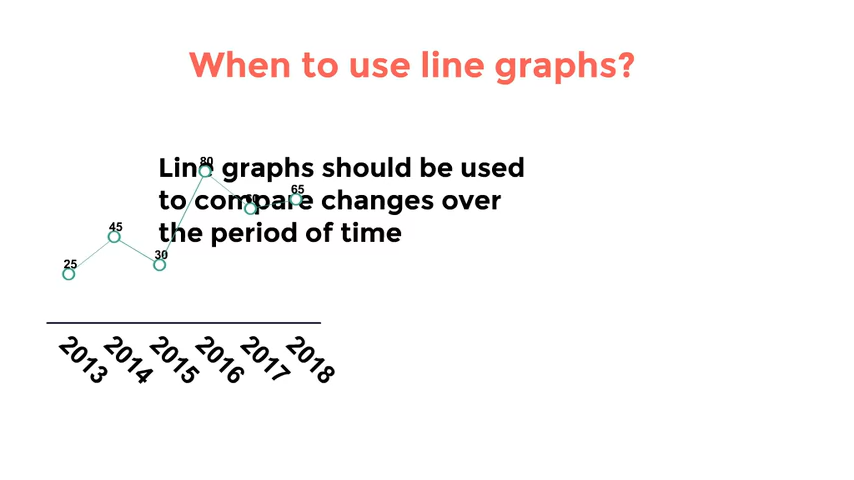 When to use line graphs?
Line graphs should be used
to compare changes over
the period of time
80
65
45
30
25
2013 2014 2015 2016 2017 2018